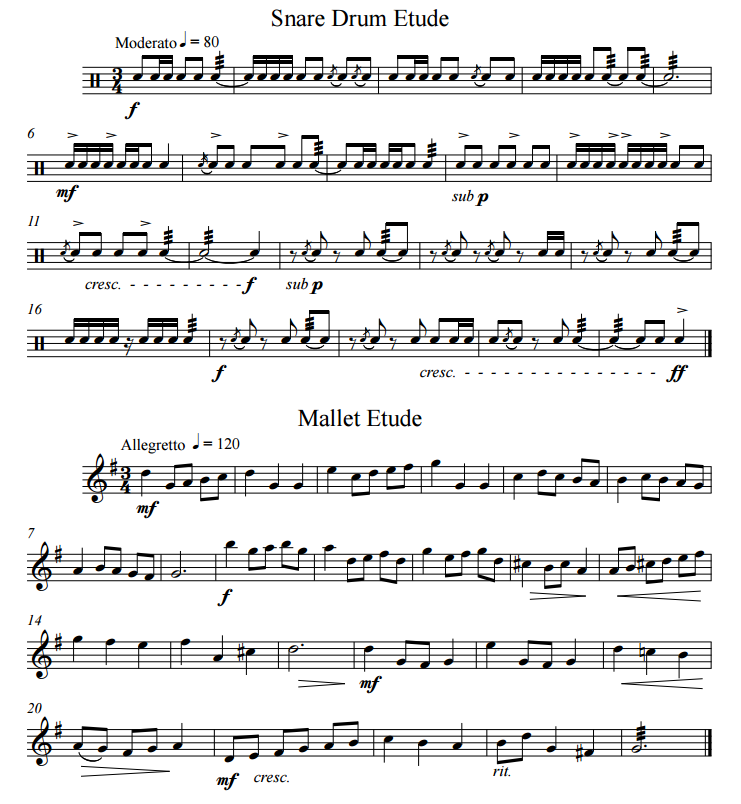 Snare Drum Etude
Moderato ♩ = 80
3
4
f
6
mf
sub p
11
cresc. - - - - - - - - - f
sub p
16
f
cresc. - - - - - - - - - - - - - - - - ff
Mallet Etude
Allegretto ♩ = 120
3
4
mf
7
f
14
mf
20
mf cresc.
rit.